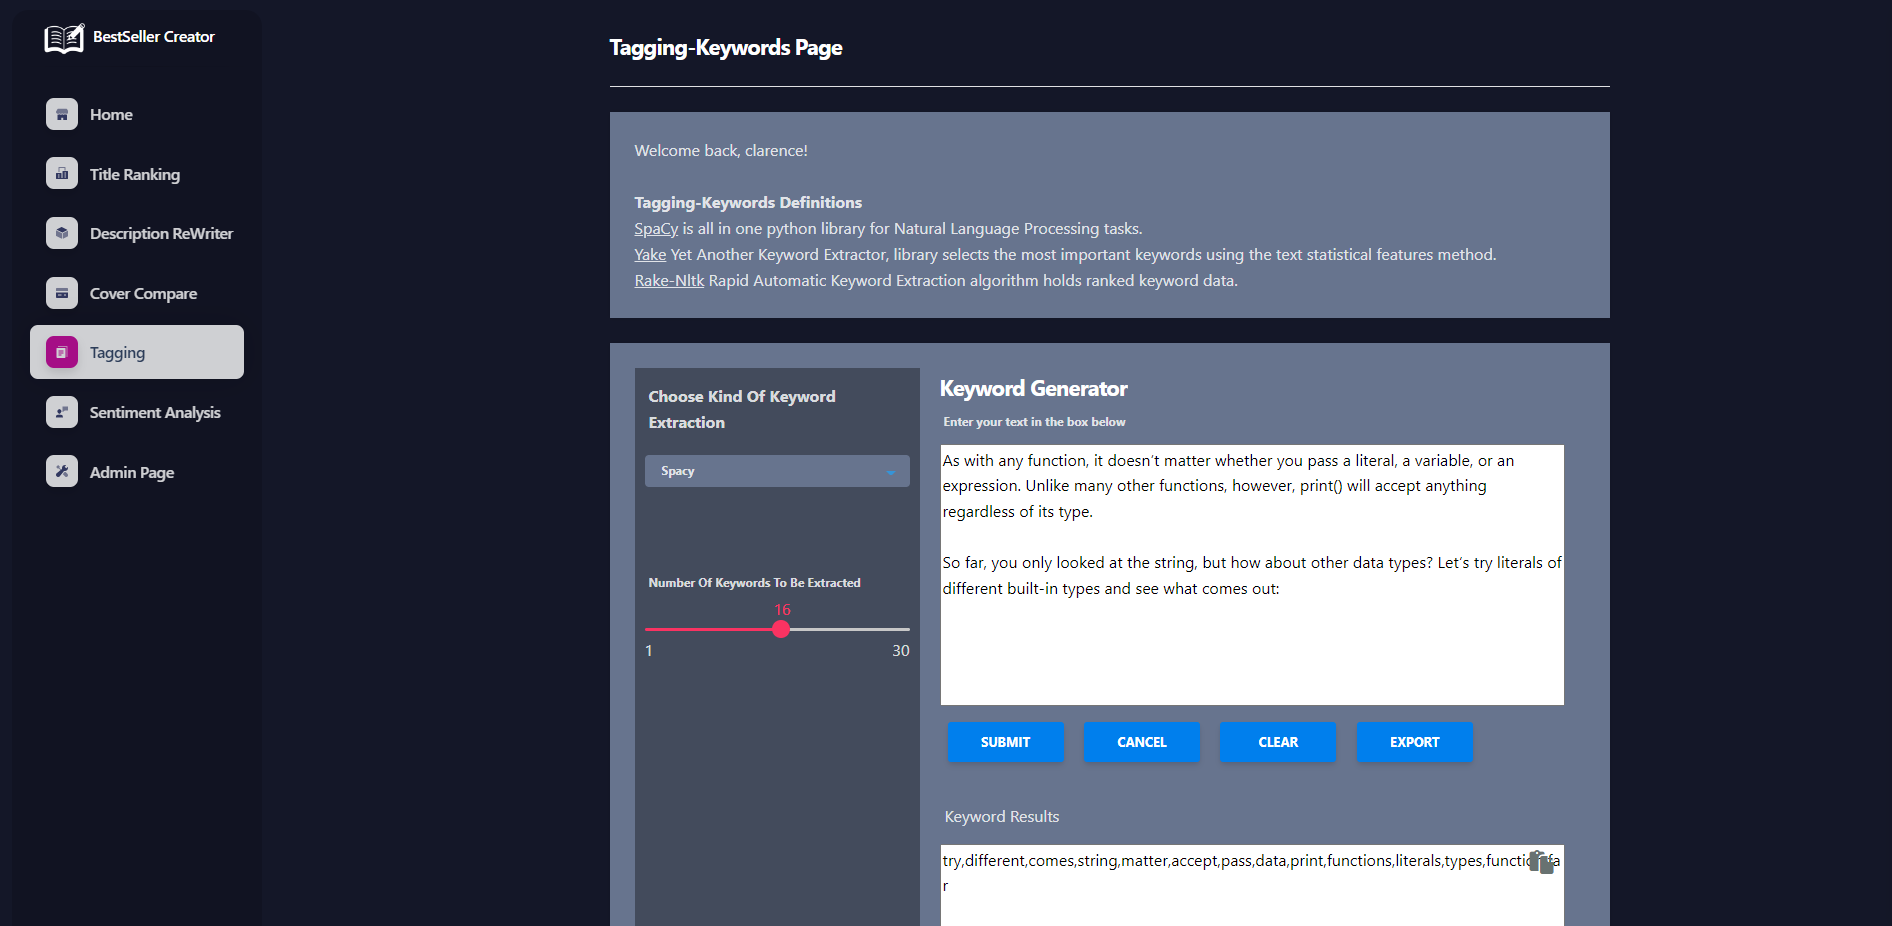 BestSeller Creator
Home
Title Ranking
Description ReWriter
Cover Compare
Tagging
Sentiment Analysis
Admin Page
Tagging-Keywords Page
Welcome back, clarence!
Tagging-Keywords Definitions
SpaCy is all in one python library for Natural Language Processing tasks.
Yake Yet Another Keyword Extractor, library selects the most important keywords using the text statistical features method.
Rake-Nltk Rapid Automatic Keyword Extraction algorithm holds ranked keyword data.
Choose Kind Of Keyword
Extraction
Spacy
Number Of Keywords To Be Extracted
16
1
30
Keyword Generator
Enter your text in the box below
As with any function, it doesn’t matter whether you pass a literal, a variable, or an
expression. Unlike many other functions, however, print() will accept anything
regardless of its type.
So far, you only looked at the string, but how about other data types? Let’s try literals of
different built-in types and see what comes out:
SUBMIT
CANCEL
CLEAR
EXPORT
Keyword Results
try,different,comes,string,matter,accept,pass,data,print,functions,literals,types,function,fa
r